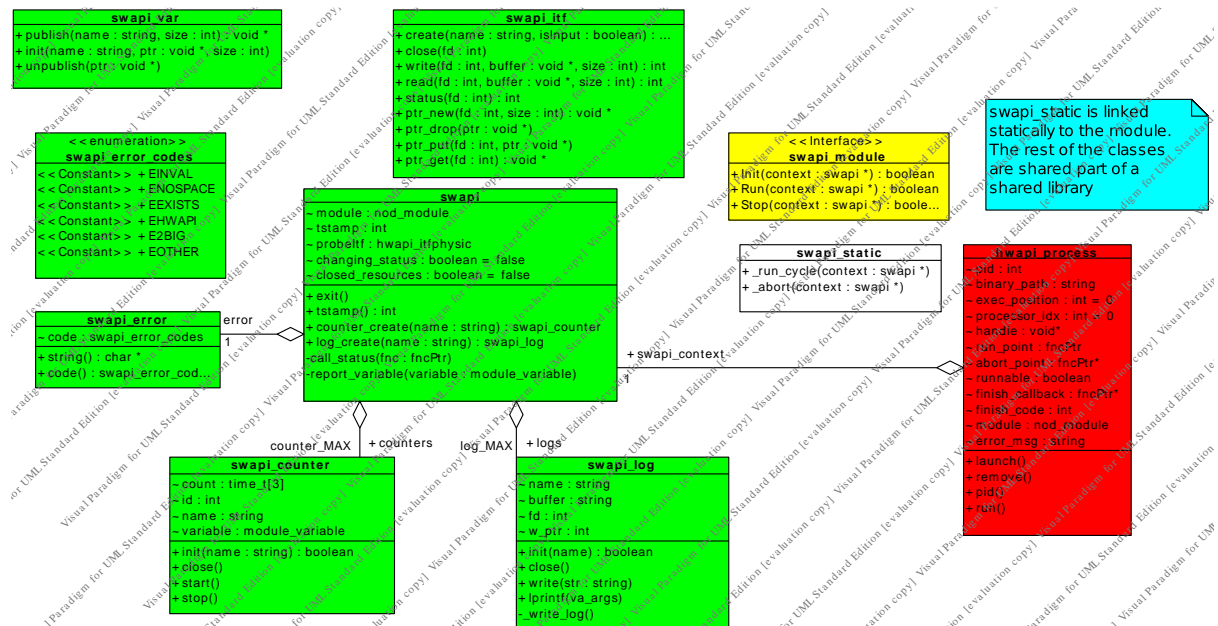 swapi_var
+ publish(name : string, size : int) : void *
+ init(name : string, ptr : void *, size : int)
+ unpublish(ptr : void *)
swapi_itf
+ create(name : string, isInput : boolean) : ...
+ close(fd : int)
+ write(fd : int, buffer : void *, size : int) : int
+ read(fd : int, buffer : void *, size : int) : int
+ status(fd : int) : int
+ ptr_new(fd : int, size : int) : void *
+ ptr_drop(ptr : void *)
+ ptr_put(fd : int, ptr : void *)
+ ptr_get(fd : int) : void *
<<enumeration>>
swapi_error_codes
<<Constant>> + EINVAL
<<Constant>> + ENOSPACE
<<Constant>> + EEXISTS
<<Constant>> + EHWAPI
<<Constant>> + E2BIG
<<Constant>> + EOTHER
<<Interface>>
swapi_module
+ Init(context : swapi *) : boolean
+ Run(context : swapi *) : boolean
+ Stop(context : swapi *) : boole...
swapi_static is linked
statically to the module.
The rest of the classes
are shared part of a
shared library
swapi
~ module : nod_module
~ tstamp : int
~ probeItf : hwapi_itfphysic
~ changing_status : boolean = false
~ closed_resources : boolean = false
+ exit()
+ tstamp() : int
+ counter_create(name : string) : swapi_counter
+ log_create(name : string) : swapi_log
-call_status(fnc : fncPtr)
-report_variable(variable : module_variable)
swapi_static
+ _run_cycle(context : swapi *)
+ _abort(context : swapi *)
hwapi_process
~ pid : int
~ binary_path : string
~ exec_position : int = 0
~ processor_idx : int = 0
~ handle : void*
~ run_point : fncPtr
~ abort_point : fncPtr*
~ runnable : boolean
~ finish_callback : fncPtr*
~ finish_code : int
~ module : nod_module
~ error_msg : string
+ launch()
+ remove()
+ pid()
+ run()
swapi_error
~ code : swapi_error_codes
+ string() : char *
+ code() : swapi_error_cod...
error
1
+ swapi_context
1
counter_MAX
+ counters
log_MAX
+ logs
swapi_counter
~ count : time_t[3]
~ id : int
~ name : string
~ variable : module_variable
+ init(name : string) : boolean
+ close()
+ start()
+ stop()
swapi_log
~ name : string
~ buffer : string
~ fd : int
~ w_ptr : int
+ init(name) : boolean
+ close()
+ write(str : string)
+ lprintf(va_args)
-_write_log()
Visual Paradigm for UML Standard Edition [evaluation copy]